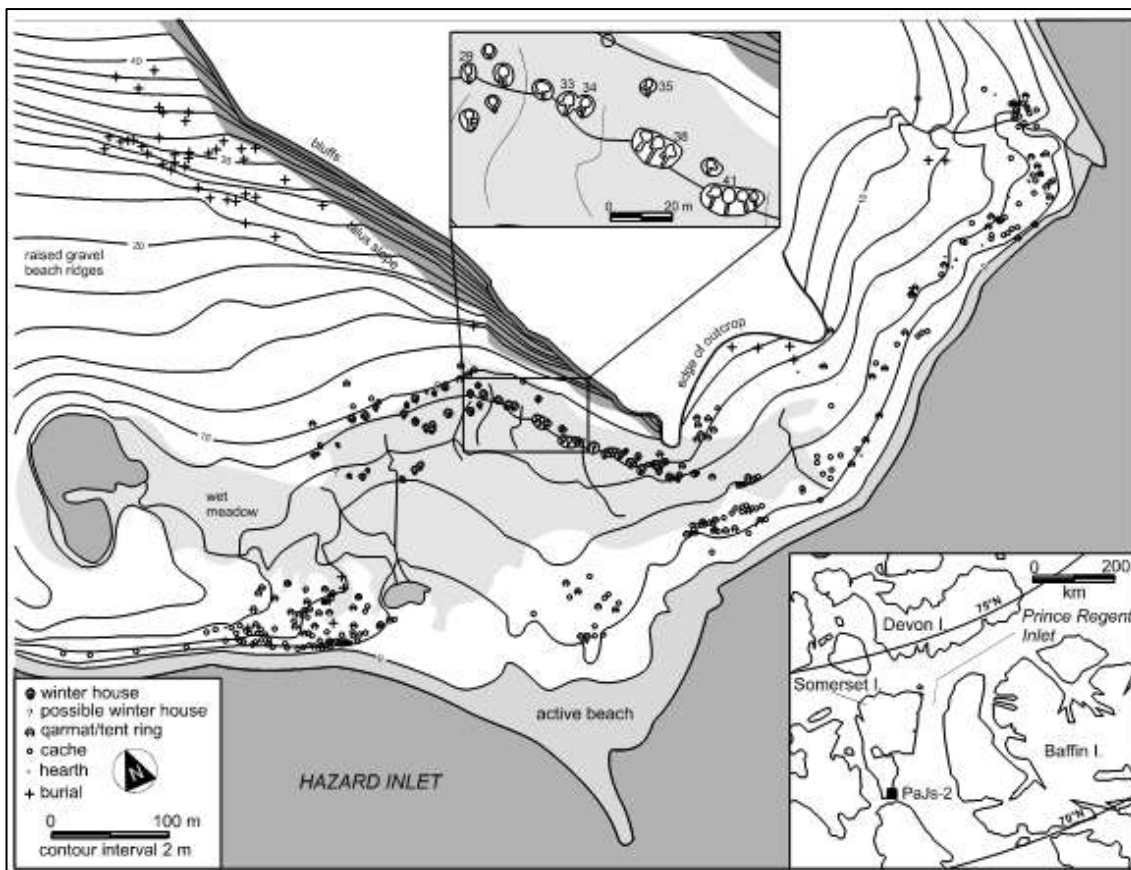 40
bluffs
talus slope
20
raised gravel
beach ridges
29
33
34
35
38
41
0 20 m
edge of outcrop
10
wet
meadow
0
0
active beach
HAZARD INLET
winter house
? possible winter house
qarmat/tent ring
cache
hearth
+ burial
N
0 100 m
contour interval 2 m
0 200
km
75°N
Prince Regent
Inlet
Devon I.
Somerset I.
Baffin I.
PaJs-2
70°N